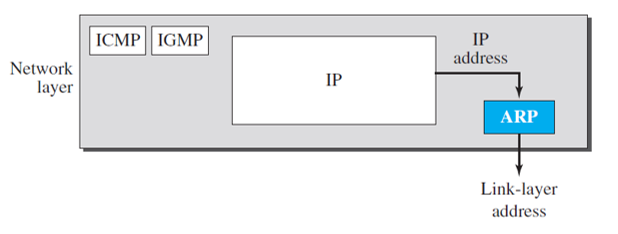 ICMP IGMP
IP
address
Network
layer
IP
ARP
Link-layer
address